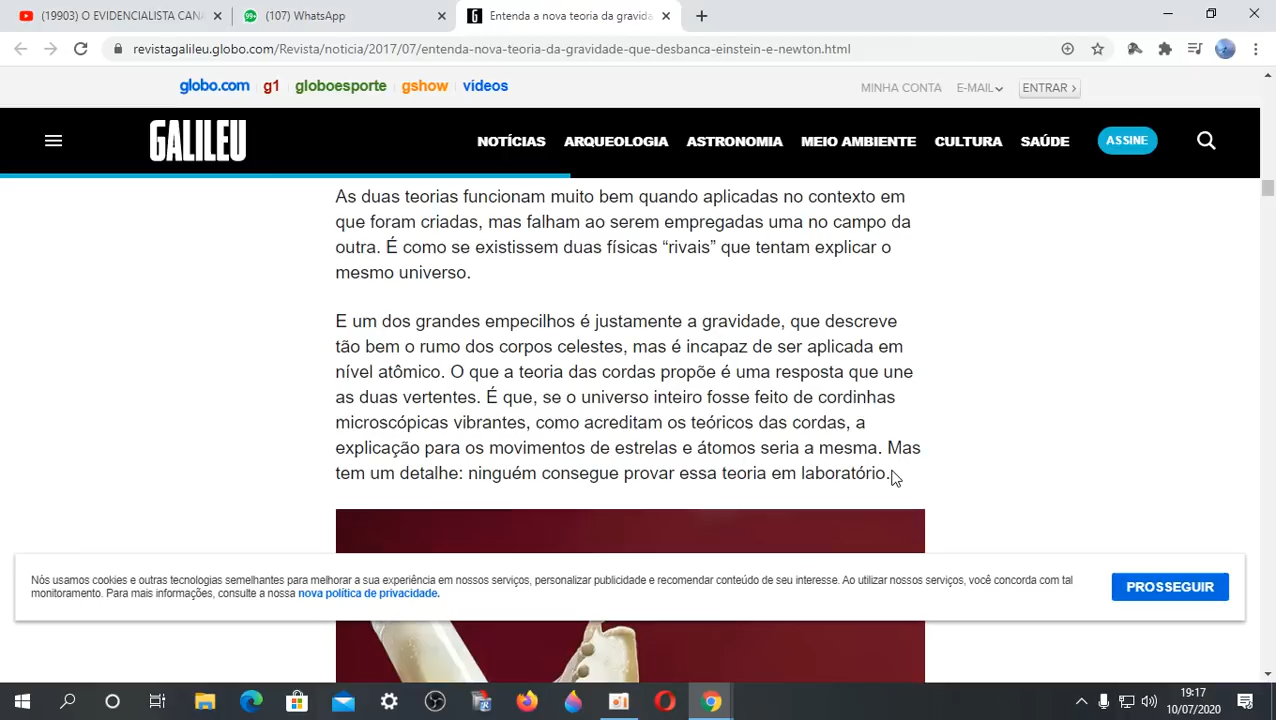 (19903) O EVIDENCIALISTA CANA
(107) WhatsApp
Entenda a nova teoria da gravida
revistagalileu.globo.com/Revista/noticia/2017/07/entenda-nova-teoria-da-gravidade-que-desbanca-einstein-e-newton.html
globo.com g1 globoesporte gshow videos MINHA CONTA E-MAIL ENTRAR
GALILEU NOTÍCIAS ARQUEOLOGIA ASTRONOMIA MEIO AMBIENTE CULTURA SAÚDE ASSINE
As duas teorias funcionam muito bem quando aplicadas no contexto em
que foram criadas, mas falham ao serem empregadas uma no campo da
outra. É como se existissem duas físicas “rivais” que tentam explicar o
mesmo universo.
E um dos grandes empecilhos é justamente a gravidade, que descreve
tão bem o rumo dos corpos celestes, mas é incapaz de ser aplicada em
nível atômico. O que a teoria das cordas propõe é uma resposta que une
as duas vertentes. É que, se o universo inteiro fosse feito de cordinhas
microscópicas vibrantes, como acreditam os teóricos das cordas, a
explicação para os movimentos de estrelas e átomos seria a mesma. Mas
tem um detalhe: ninguém consegue provar essa teoria em laboratório.
Nós usamos cookies e outras tecnologias semelhantes para melhorar a sua experiência em nossos serviços, personalizar publicidade e recomendar conteúdo de seu interesse. Ao utilizar nossos serviços, você concorda com tal
monitoramento. Para mais informações, consulte a nossa nova política de privacidade.
PROSSEGUIR
19:17
10/07/2020